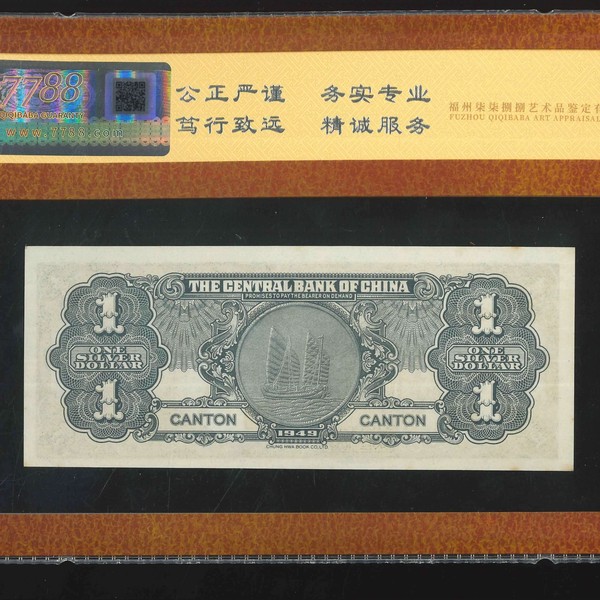 7788
QIQIBABA GUARANTY
www.7788.com
公正严谨 务实专业
笃行致远 精诚服务
福州柒柒捌捌艺术品鉴定有
FUZHOU QIQIBABA ART APPRAISAL
THE CENTRAL BANK OF CHINA
PROMISES TO PAY THE BEARER ON DEMAND
1 1
ONE SILVER DOLLAR ONE SILVER DOLLAR
1 1
CANTON CANTON
1949
CHUNG HWA BOOK CO. LTD